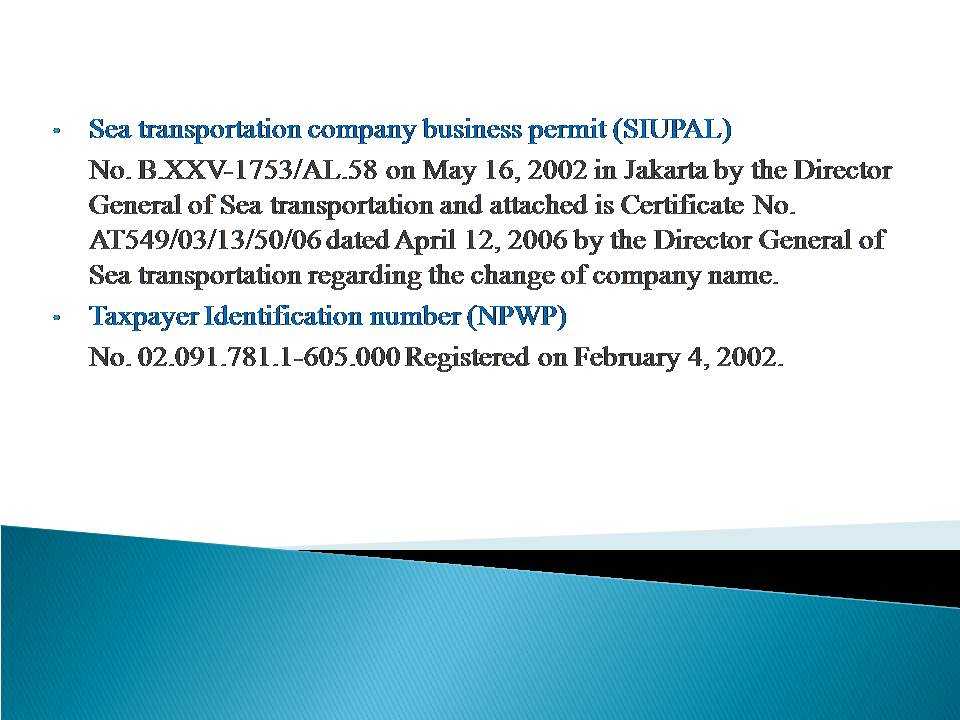 • Sea transportation company business permit (SIUPAL)
No. B.XXV-1753/AL.58 on May 16, 2002 in Jakarta by the Director
General of Sea transportation and attached is Certificate No.
AT549/03/13/50/06 dated April 12, 2006 by the Director General of
Sea transportation regarding the change of company name.
• Taxpayer Identification number (NPWP)
No. 02.091.781.1-605.000 Registered on February 4, 2002.